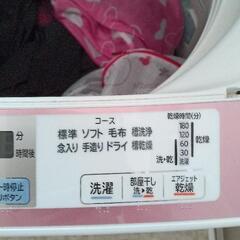 コース
標準 ソフト 毛布 槽洗浄
念入り 手造り ドライ 槽乾燥
乾燥時間(分)
180
120
60
30
乾燥
洗~乾
分
時間後
一時停止
ボタン
洗濯
部屋干し
洗~乾
エアジェット
乾燥